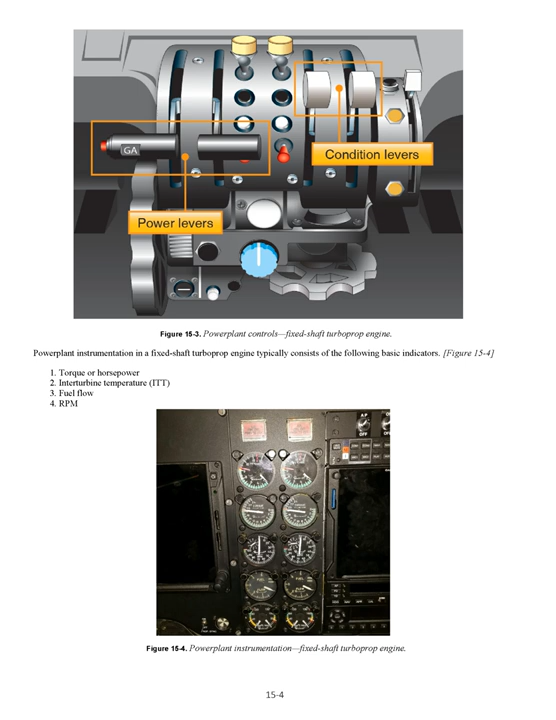 GA
Condition levers
Power levers
Figure 15-3. Powerplant controls—fixed-shaft turboprop engine.
Powerplant instrumentation in a fixed-shaft turboprop engine typically consists of the following basic indicators. [Figure 15-4]
1. Torque or horsepower
2. Interturbine temperature (ITT)
3. Fuel flow
4. RPM
A/P
OFF
FUEL
Figure 15-4. Powerplant instrumentation—fixed-shaft turboprop engine.
15-4